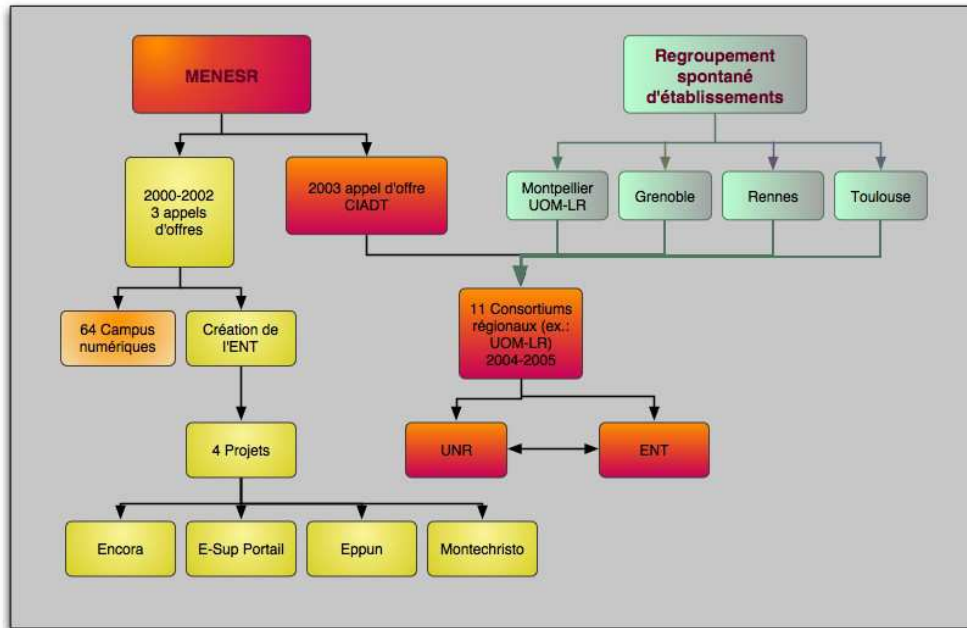 MENESR
Regroupement
spontané
d'établissements
2000-2002
3 appels
d'offres
2003 appel d'offre
CIADT
Montpellier
UOM-LR
Grenoble
Rennes
Toulouse
64 Campus
numériques
Création de
l'ENT
11 Consortiums
régionaux (ex.:
UOM-LR)
2004-2005
4 Projets
UNR
ENT
Encora
E-Sup Portail
Eppun
Montechristo